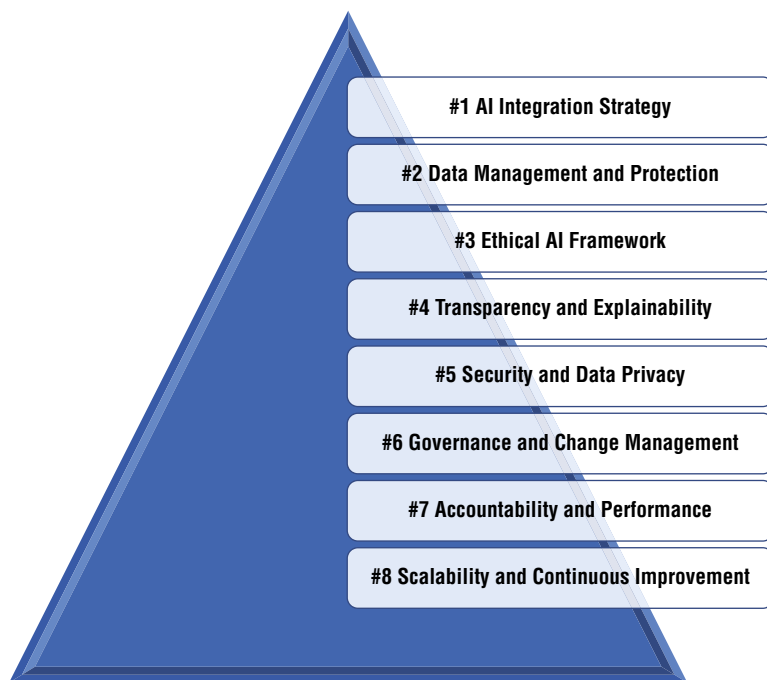 #1 AI Integration Strategy
#2 Data Management and Protection
#3 Ethical AI Framework
#4 Transparency and Explainability
#5 Security and Data Privacy
#6 Governance and Change Management
#7 Accountability and Performance
#8 Scalability and Continuous Improvement